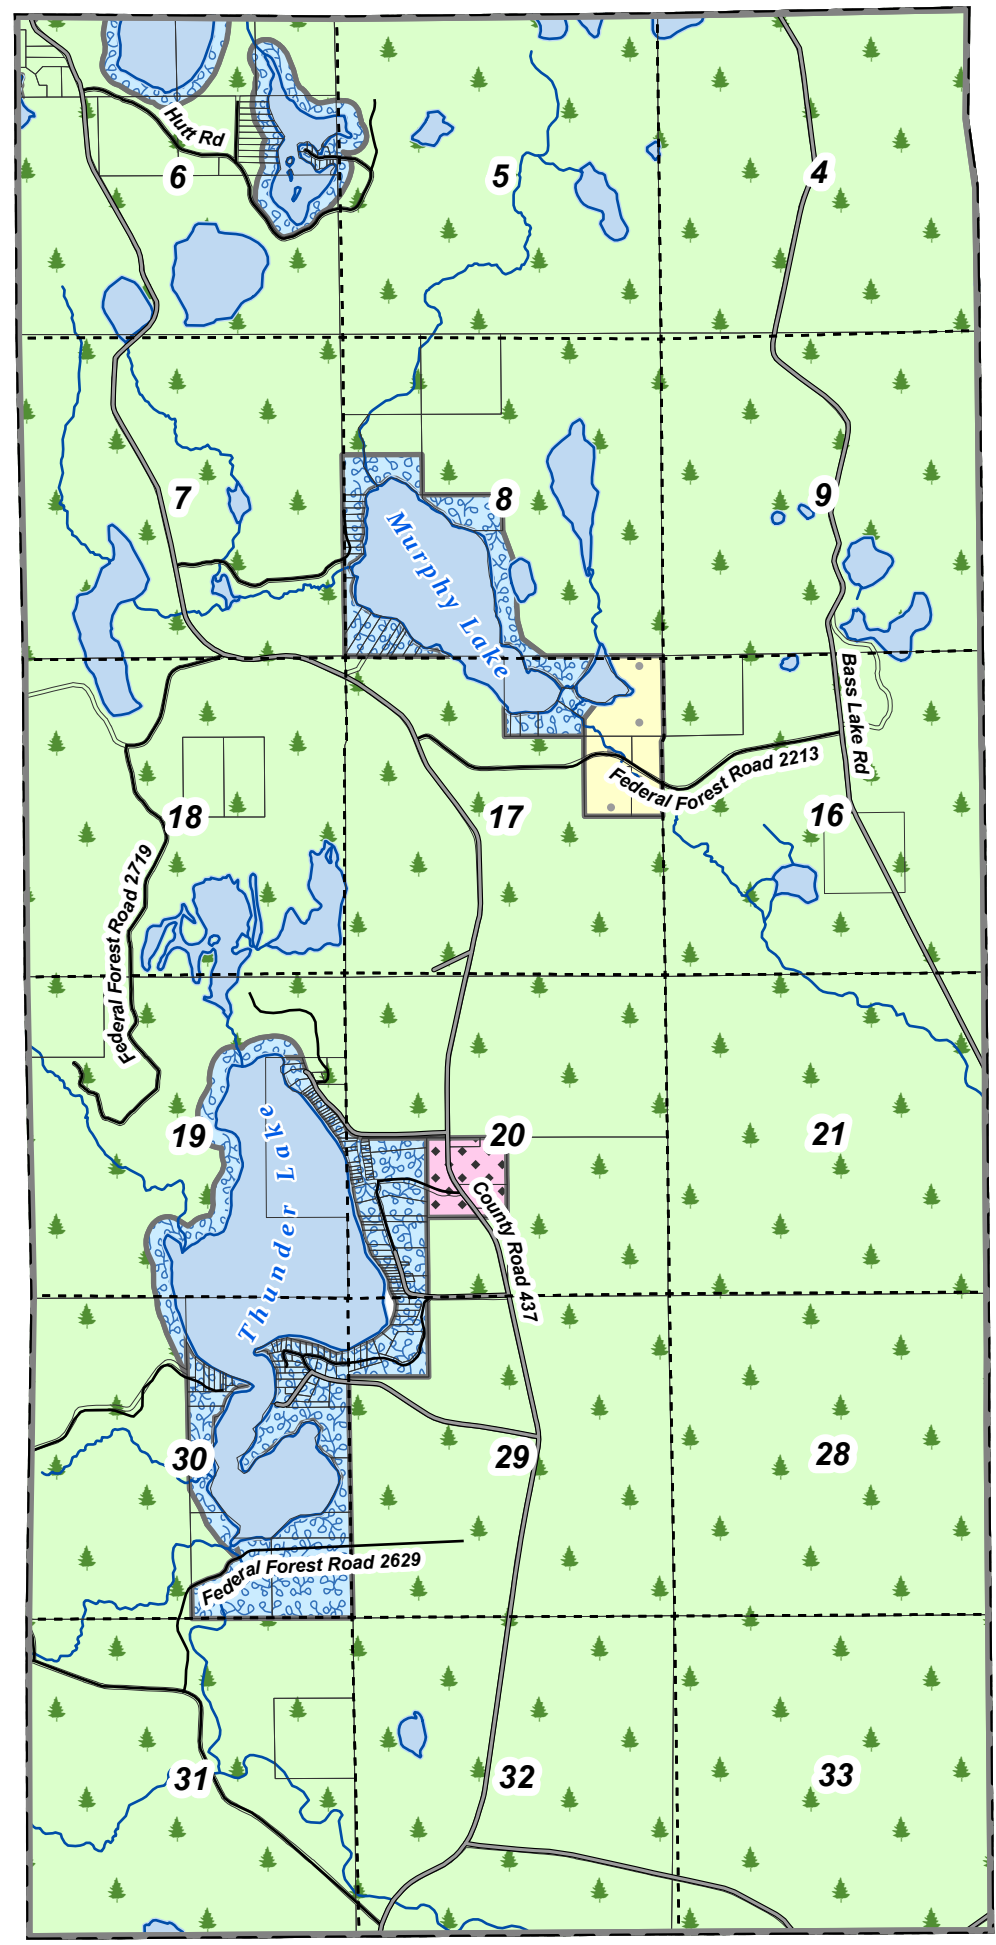 Hutt Rd
6
5
4
7
8
9
Murphy Lake
Bass Lake Rd
Federal Forest Road 2213
18
17
16
Federal Forest Road 2719
19
20
21
Thunder Lake
County Road 437
30
29
28
Federal Forest Road 2629
31
32
33